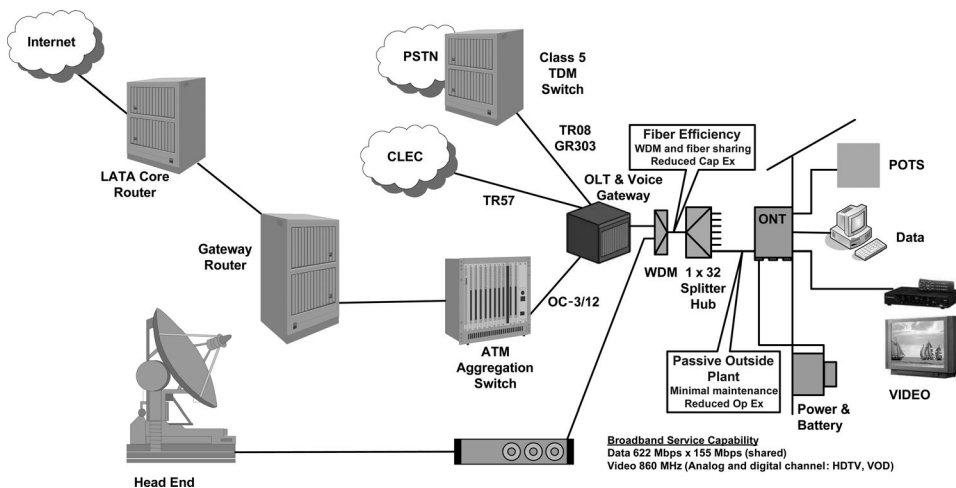 Internet
PSTN
Class 5
TDM
Switch
LATA Core
Router
CLEC
TR08
GR303
TR57
OLT & Voice
Gateway
Fiber Efficiency
WDM and fiber sharing
Reduced Cap Ex
POTS
ONT
Data
Gateway
Router
WDM
1 x 32
Splitter
Hub
OC-3/12
ATM
Aggregation
Switch
Passive Outside
Plant
Minimal maintenance
Reduced Op Ex
VIDEO
Power &
Battery
Head End
Broadband Service Capability
Data 622 Mbps x 155 Mbps (shared)
Video 860 MHz (Analog and digital channel: HDTV, VOD)